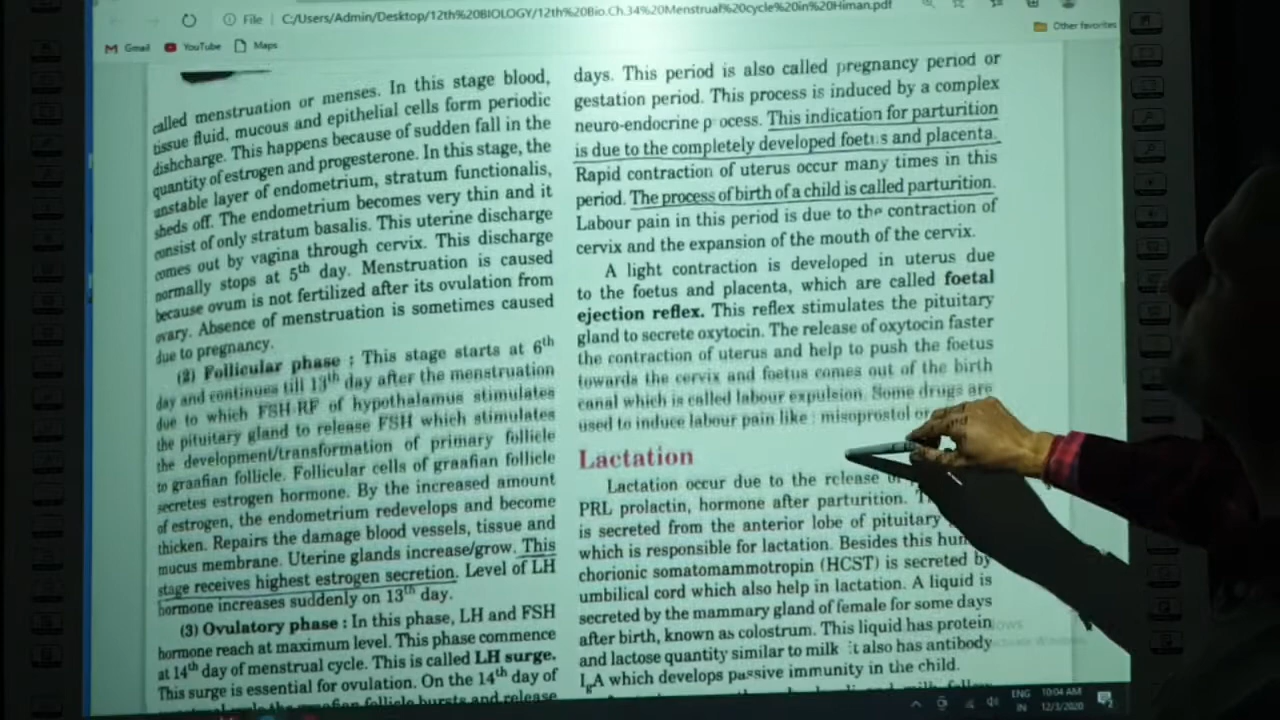 File C:/Users/Admin/Desktop/12th%20BIOLOGY/12th%20Bio.Ch.34%20Menstrual%20cycle%20in%20Himan.pdf
Other favorites
Gmail YouTube Maps
called menstruation or menses. In this stage blood,
tissue fluid, mucous and epithelial cells form periodic
dishcharge. This happens because of sudden fall in the
quantity of estrogen and progesterone. In this stage, the
unstable layer of endometrium, stratum functionalis,
sheds off. The endometrium becomes very thin and it
consist of only stratum basalis. This uterine discharge
comes out by vagina through cervix. This discharge
normally stops at 5th day. Menstruation is caused
because ovum is not fertilized after its ovulation from
ovary. Absence of menstruation is sometimes caused
due to pregnancy.
(2) Follicular phase : This stage starts at 6th
day and continues till 13th day after the menstruation
due to which FSH-RF of hypothalamus stimulates
the pituitary gland to release FSH which stimulates
the development/transformation of primary follicle
to graafian follicle. Follicular cells of graafian follicle
secretes estrogen hormone. By the increased amount
of estrogen, the endometrium redevelops and become
thicken. Repairs the damage blood vessels, tissue and
mucus membrane. Uterine glands increase/grow. This
stage receives highest estrogen secretion. Level of LH
hormone increases suddenly on 13th day.
(3) Ovulatory phase : In this phase, LH and FSH
hormone reach at maximum level. This phase commence
at 14th day of menstrual cycle. This is called LH surge.
This surge is essential for ovulation. On the 14th day of
follicle bursts and release
days. This period is also called pregnancy period or
gestation period. This process is induced by a complex
neuro-endocrine process. This indication for parturition
is due to the completely developed foetus and placenta.
Rapid contraction of uterus occur many times in this
period. The process of birth of a child is called parturition.
Labour pain in this period is due to the contraction of
cervix and the expansion of the mouth of the cervix.
A light contraction is developed in uterus due
to the foetus and placenta, which are called foetal
ejection reflex. This reflex stimulates the pituitary
gland to secrete oxytocin. The release of oxytocin faster
the contraction of uterus and help to push the foetus
towards the cervix and foetus comes out of the birth
canal which is called labour expulsion. Some drugs are
used to induce labour pain like : misoprostol
Lactation
Lactation occur due to the release
PRL prolactin, hormone after parturition.
is secreted from the anterior lobe of pituitary
which is responsible for lactation. Besides this
chorionic somatomammotropin (HCST) is secreted by
umbilical cord which also help in lactation. A liquid is
secreted by the mammary gland of female for some days
after birth, known as colostrum. This liquid has protein
and lactose quantity similar to milk it also has antibody
IgA which develops passive immunity in the child.
ENG
IN
10:04 AM
12/3/2020